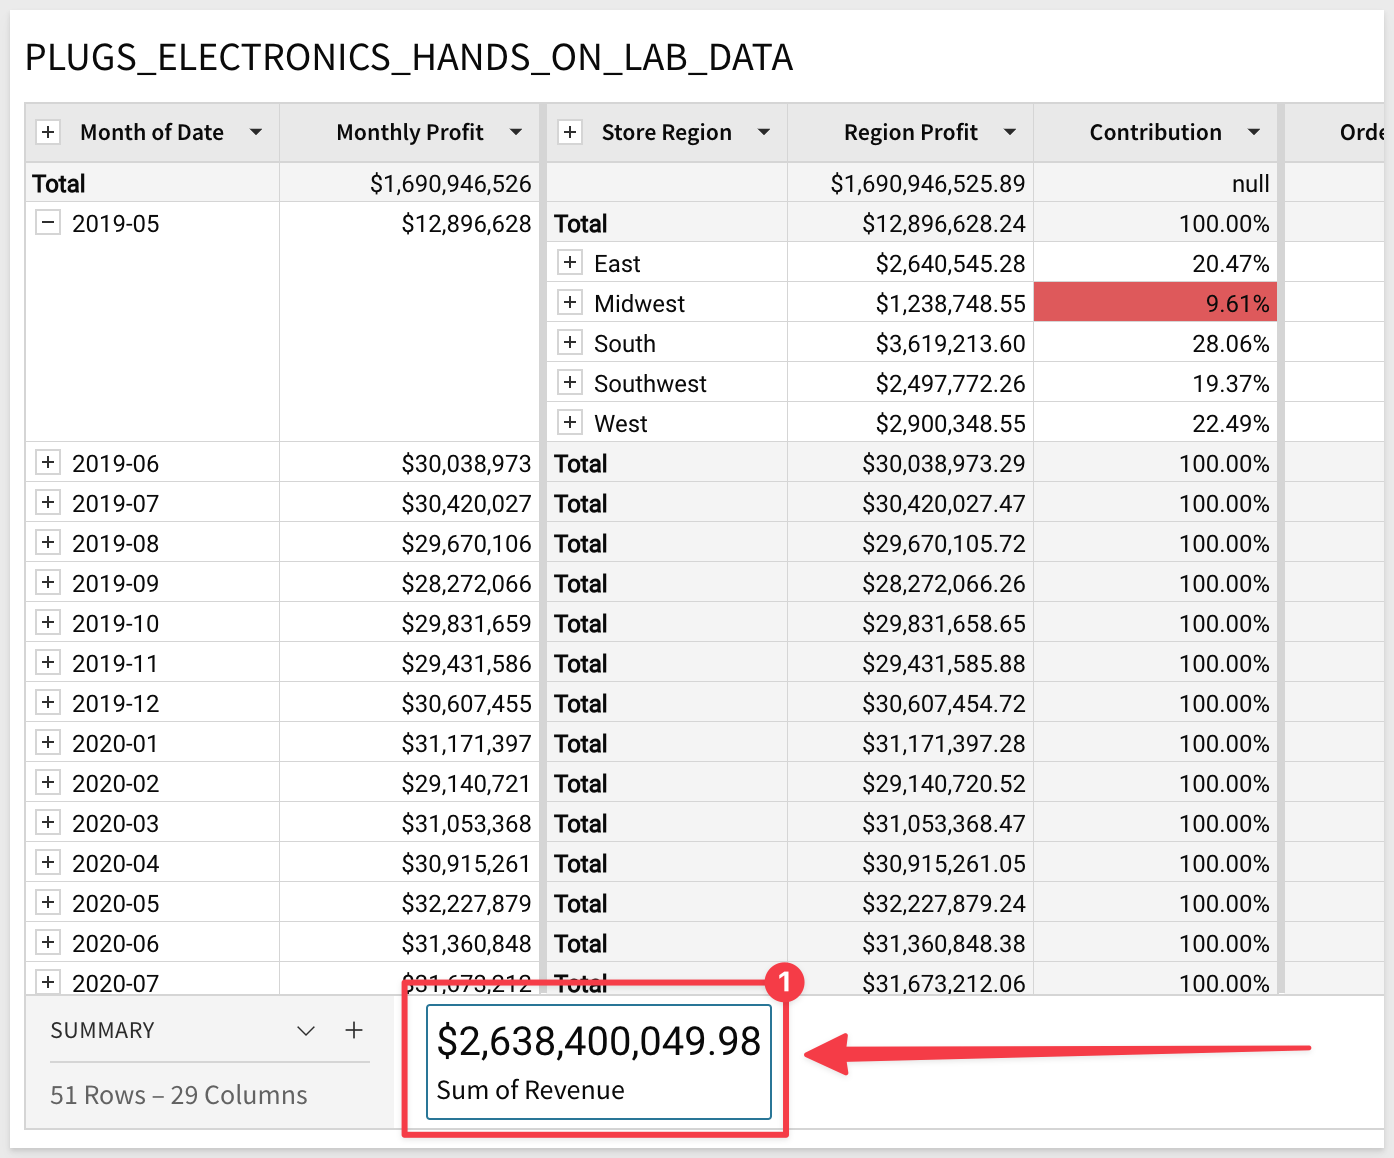 PLUGS_ELECTRONICS_HANDS_ON_LAB_DATA
Month of Date Monthly Profit Store Region Region Profit Contribution Orde
Total $1,690,946,526 $1,690,946,525.89 null
2019-05 $12,896,628 Total $12,896,628.24 100.00%
East $2,640,545.28 20.47%
Midwest $1,238,748.55 9.61%
South $3,619,213.60 28.06%
Southwest $2,497,772.26 19.37%
West $2,900,348.55 22.49%
2019-06 $30,038,973 Total $30,038,973.29 100.00%
2019-07 $30,420,027 Total $30,420,027.47 100.00%
2019-08 $29,670,106 Total $29,670,105.72 100.00%
2019-09 $28,272,066 Total $28,272,066.26 100.00%
2019-10 $29,831,659 Total $29,831,658.65 100.00%
2019-11 $29,431,586 Total $29,431,585.88 100.00%
2019-12 $30,607,455 Total $30,607,454.72 100.00%
2020-01 $31,171,397 Total $31,171,397.28 100.00%
2020-02 $29,140,721 Total $29,140,720.52 100.00%
2020-03 $31,053,368 Total $31,053,368.47 100.00%
2020-04 $30,915,261 Total $30,915,261.05 100.00%
2020-05 $32,227,879 Total $32,227,879.24 100.00%
2020-06 $31,360,848 Total $31,360,848.38 100.00%
2020-07 $31,673,212 Total $31,673,212.06 100.00%
1
SUMMARY
$2,638,400,049.98
Sum of Revenue
51 Rows – 29 Columns